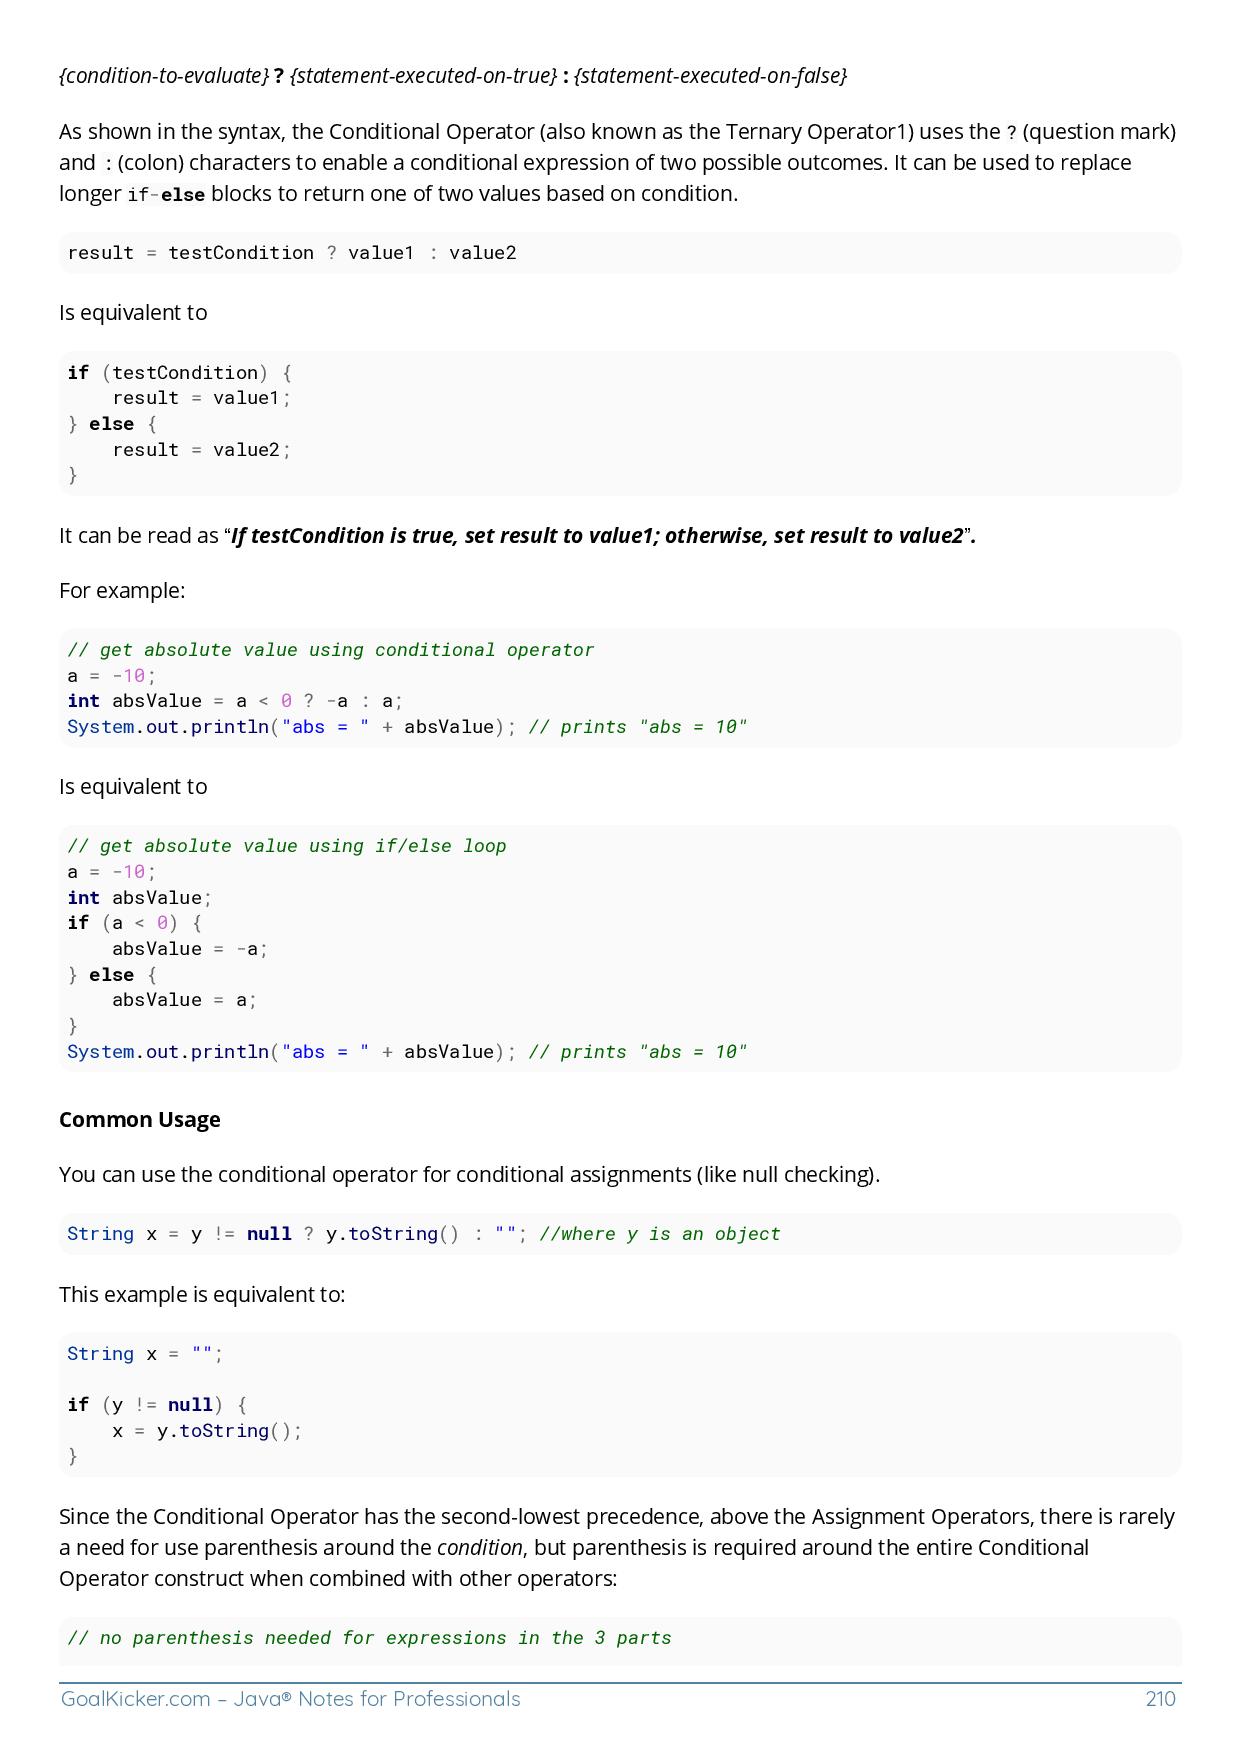 {condition-to-evaluate} ? {statement-executed-on-true} : {statement-executed-on-false}
As shown in the syntax, the Conditional Operator (also known as the Ternary Operator1) uses the ? (question mark)
and : (colon) characters to enable a conditional expression of two possible outcomes. It can be used to replace
longer if-else blocks to return one of two values based on condition.
result = testCondition ? value1 : value2
Is equivalent to
if (testCondition) {
    result = value1;
} else {
    result = value2;
}
It can be read as “If testCondition is true, set result to value1; otherwise, set result to value2”.
For example:
// get absolute value using conditional operator
a = -10;
int absValue = a < 0 ? -a : a;
System.out.println("abs = " + absValue); // prints "abs = 10"
Is equivalent to
// get absolute value using if/else loop
a = -10;
int absValue;
if (a < 0) {
    absValue = -a;
} else {
    absValue = a;
}
System.out.println("abs = " + absValue); // prints "abs = 10"
Common Usage
You can use the conditional operator for conditional assignments (like null checking).
String x = y != null ? y.toString() : ""; //where y is an object
This example is equivalent to:
String x = "";
if (y != null) {
    x = y.toString();
}
Since the Conditional Operator has the second-lowest precedence, above the Assignment Operators, there is rarely
a need for use parenthesis around the condition, but parenthesis is required around the entire Conditional
Operator construct when combined with other operators:
// no parenthesis needed for expressions in the 3 parts
GoalKicker.com – Java® Notes for Professionals 210